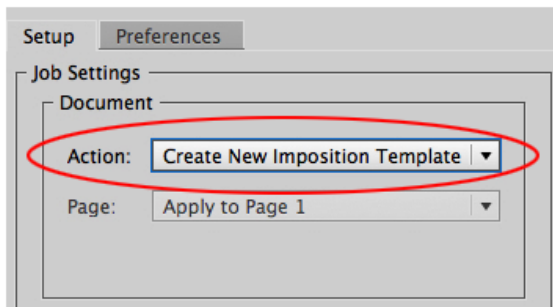 Setup Preferences
Job Settings
Document
Action: Create New Imposition Template
Page: Apply to Page 1